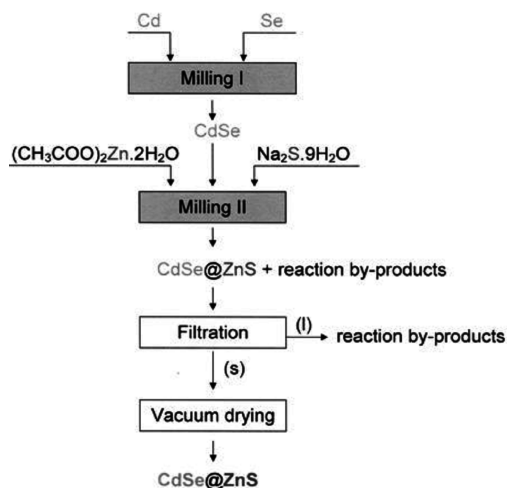 Cd Se
Milling I
CdSe
(CH₃COO)₂Zn.2H₂O Na₂S.9H₂O
Milling II
CdSe@ZnS + reaction by-products
Filtration (l) reaction by-products
(s)
Vacuum drying
CdSe@ZnS